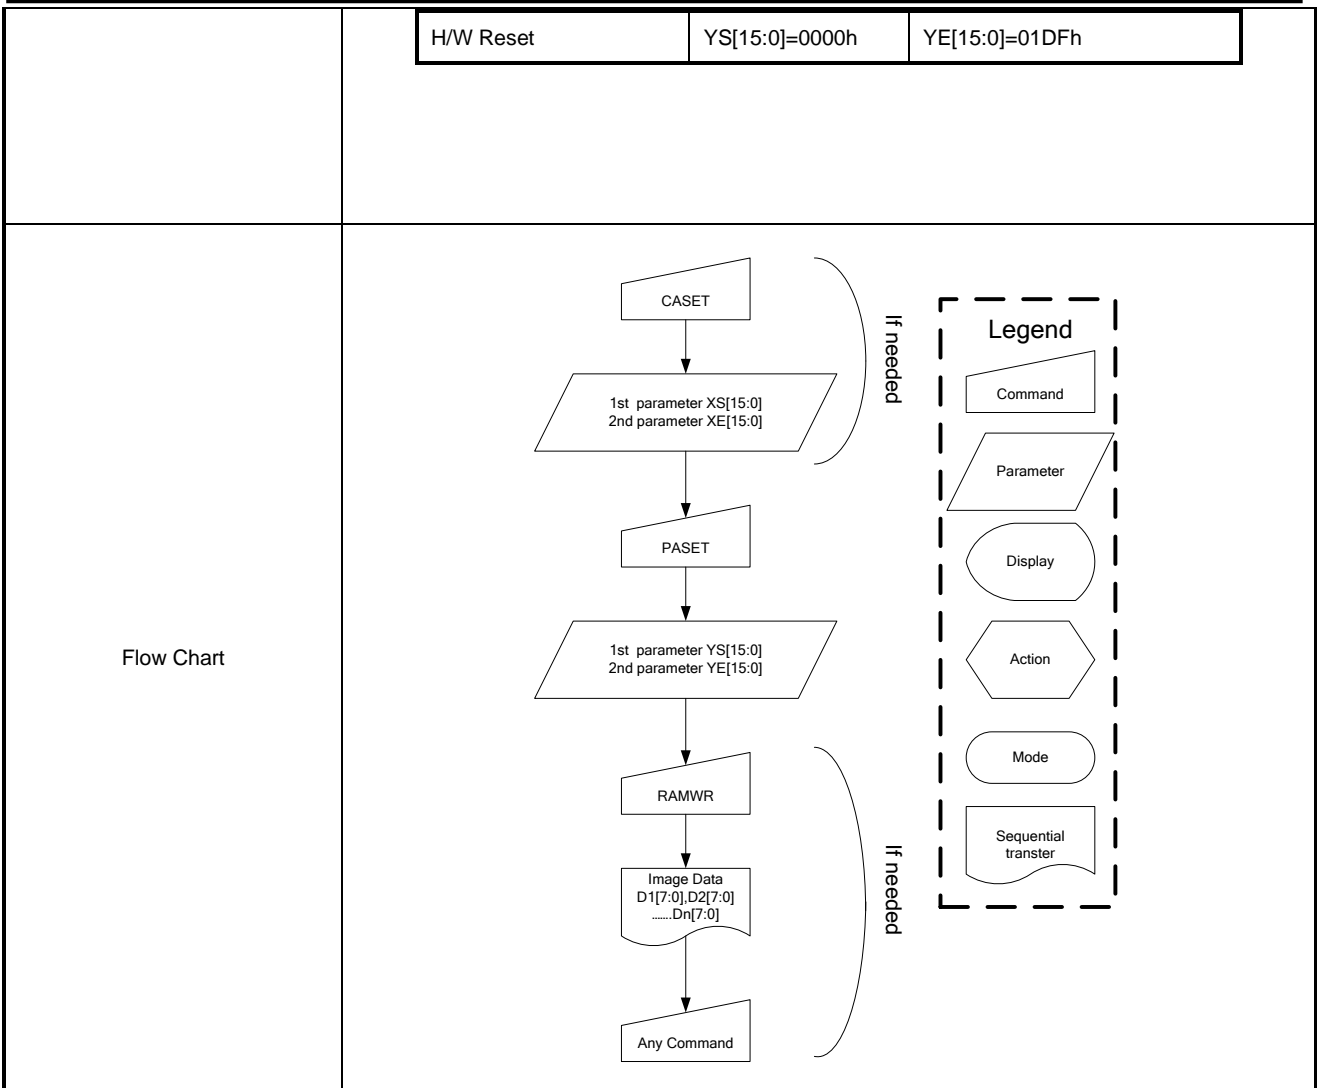 H/W Reset YS[15:0]=0000h YE[15:0]=01DFh
Flow Chart
CASET
1st parameter XS[15:0]
2nd parameter XE[15:0]
If needed
PASET
1st parameter YS[15:0]
2nd parameter YE[15:0]
RAMWR
Image Data
D1[7:0],D2[7:0]
.......Dn[7:0]
Any Command
If needed
Legend
Command
Parameter
Display
Action
Mode
Sequential
transter